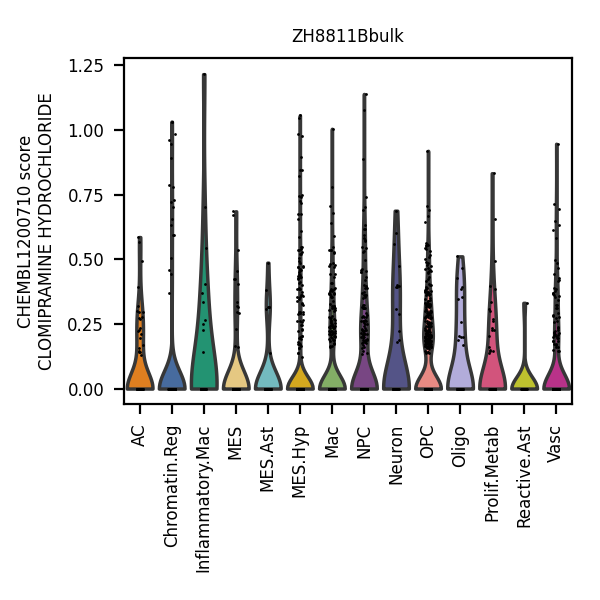 ZH8811Bbulk
CHEMBL1200710 score
CLOMIPRAMINE HYDROCHLORIDE
1.25
1.00
0.75
0.50
0.25
0.00
AC
Chromatin.Reg
Inflammatory.Mac
MES
MES.Ast
MES.Hyp
Mac
NPC
Neuron
OPC
Oligo
Prolif.Metab
Reactive.Ast
Vasc